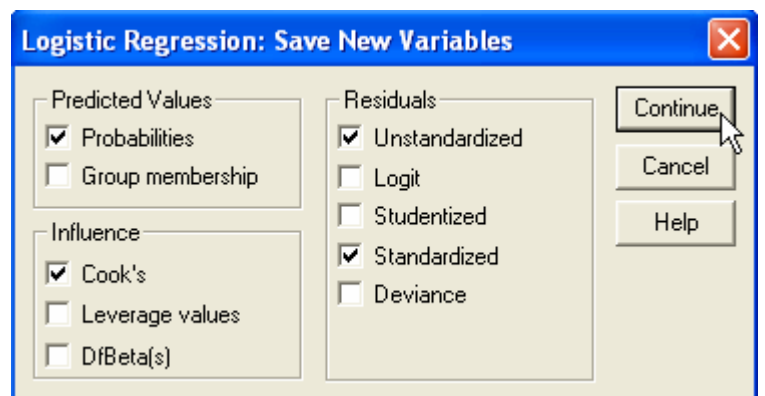 Logistic Regression: Save New Variables
Predicted Values
Probabilities
Group membership
Influence
Cook's
Leverage values
DfBeta(s)
Residuals
Unstandardized
Logit
Studentized
Standardized
Deviance
Continue
Cancel
Help